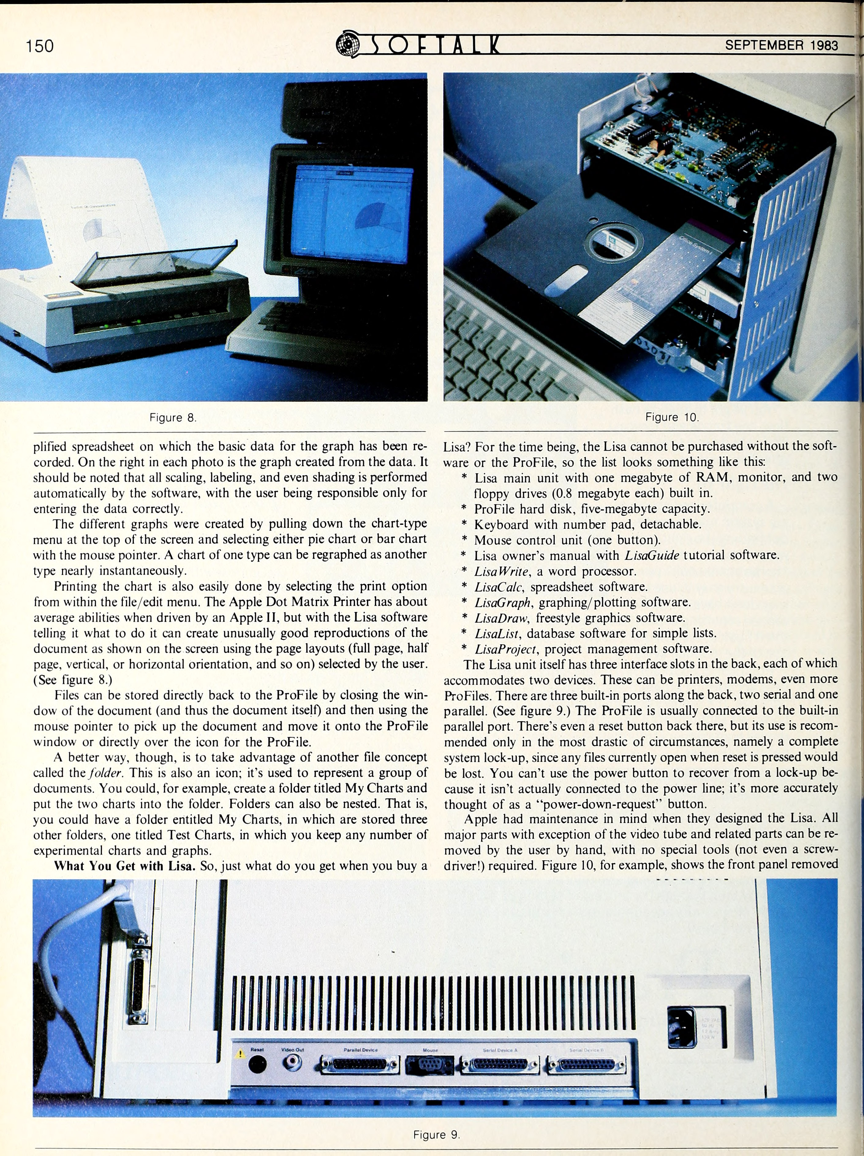 150
SOFTALK
SEPTEMBER 1983
Figure 8.
plified spreadsheet on which the basic data for the graph has been re-
corded. On the right in each photo is the graph created from the data. It
should be noted that all scaling, labeling, and even shading is performed
automatically by the software, with the user being responsible only for
entering the data correctly.
The different graphs were created by pulling down the chart-type
menu at the top of the screen and selecting either pie chart or bar chart
with the mouse pointer. A chart of one type can be regraphed as another
type nearly instantaneously.
Printing the chart is also easily done by selecting the print option
from within the file/edit menu. The Apple Dot Matrix Printer has about
average abilities when driven by an Apple II, but with the Lisa software
telling it what to do it can create unusually good reproductions of the
document as shown on the screen using the page layouts (full page, half
page, vertical, or horizontal orientation, and so on) selected by the user.
(See figure 8.)
Files can be stored directly back to the ProFile by closing the win-
dow of the document (and thus the document itself) and then using the
mouse pointer to pick up the document and move it onto the ProFile
window or directly over the icon for the ProFile.
A better way, though, is to take advantage of another file concept
called the folder. This is also an icon; it's used to represent a group of
documents. You could, for example, create a folder titled My Charts and
put the two charts into the folder. Folders can also be nested. That is,
you could have a folder entitled My Charts, in which are stored three
other folders, one titled Test Charts, in which you keep any number of
experimental charts and graphs.
What You Get with Lisa. So, just what do you get when you buy a
Figure 10.
Lisa? For the time being, the Lisa cannot be purchased without the soft-
ware or the ProFile, so the list looks something like this:
* Lisa main unit with one megabyte of RAM, monitor, and two
floppy drives (0.8 megabyte each) built in.
* ProFile hard disk, five-megabyte capacity.
* Keyboard with number pad, detachable.
* Mouse control unit (one button).
* Lisa owner's manual with LisaGuide tutorial software.
* LisaWrite, a word processor.
* LisaCalc, spreadsheet software.
* LisaGraph, graphing/plotting software.
* LisaDraw, freestyle graphics software.
* LisaList, database software for simple lists.
* LisaProject, project management software.
The Lisa unit itself has three interface slots in the back, each of which
accommodates two devices. These can be printers, modems, even more
ProFiles. There are three built-in ports along the back, two serial and one
parallel. (See figure 9.) The ProFile is usually connected to the built-in
parallel port. There's even a reset button back there, but its use is recom-
mended only in the most drastic of circumstances, namely a complete
system lock-up, since any files currently open when reset is pressed would
be lost. You can't use the power button to recover from a lock-up be-
cause it isn't actually connected to the power line; it's more accurately
thought of as a "power-down-request" button.
Apple had maintenance in mind when they designed the Lisa. All
major parts with exception of the video tube and related parts can be re-
moved by the user by hand, with no special tools (not even a screw-
driver!) required. Figure 10, for example, shows the front panel removed
Reset
Video Out
Parallel Device
Mouse
Serial Device A
Serial Device B
Figure 9.